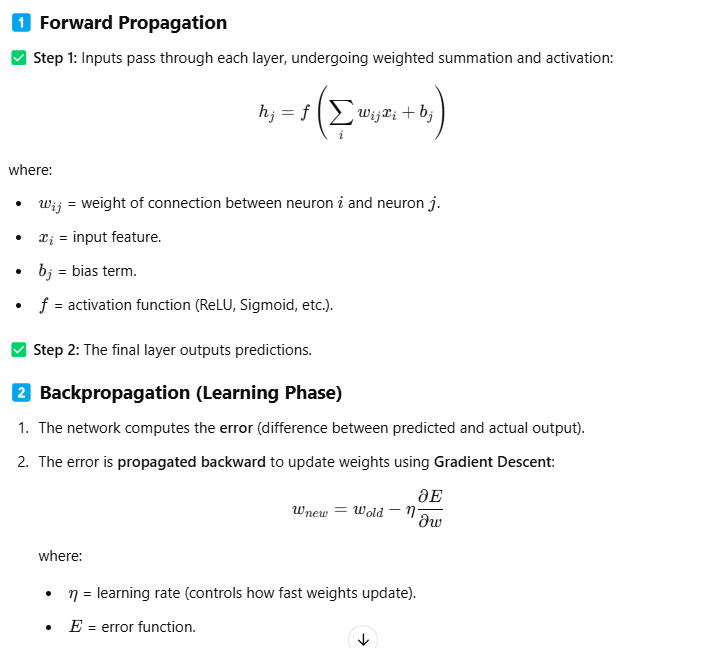 1 Forward Propagation
✅ Step 1: Inputs pass through each layer, undergoing weighted summation and activation:
h_j = f \left( \sum_i w_{ij} x_i + b_j \right)
where:
• w_{ij} = weight of connection between neuron i and neuron j.
• x_i = input feature.
• b_j = bias term.
• f = activation function (ReLU, Sigmoid, etc.).
✅ Step 2: The final layer outputs predictions.
2 Backpropagation (Learning Phase)
1. The network computes the error (difference between predicted and actual output).
2. The error is propagated backward to update weights using Gradient Descent:
w_{new} = w_{old} - η \frac{∂E}{∂w}
where:
• η = learning rate (controls how fast weights update).
• E = error function.